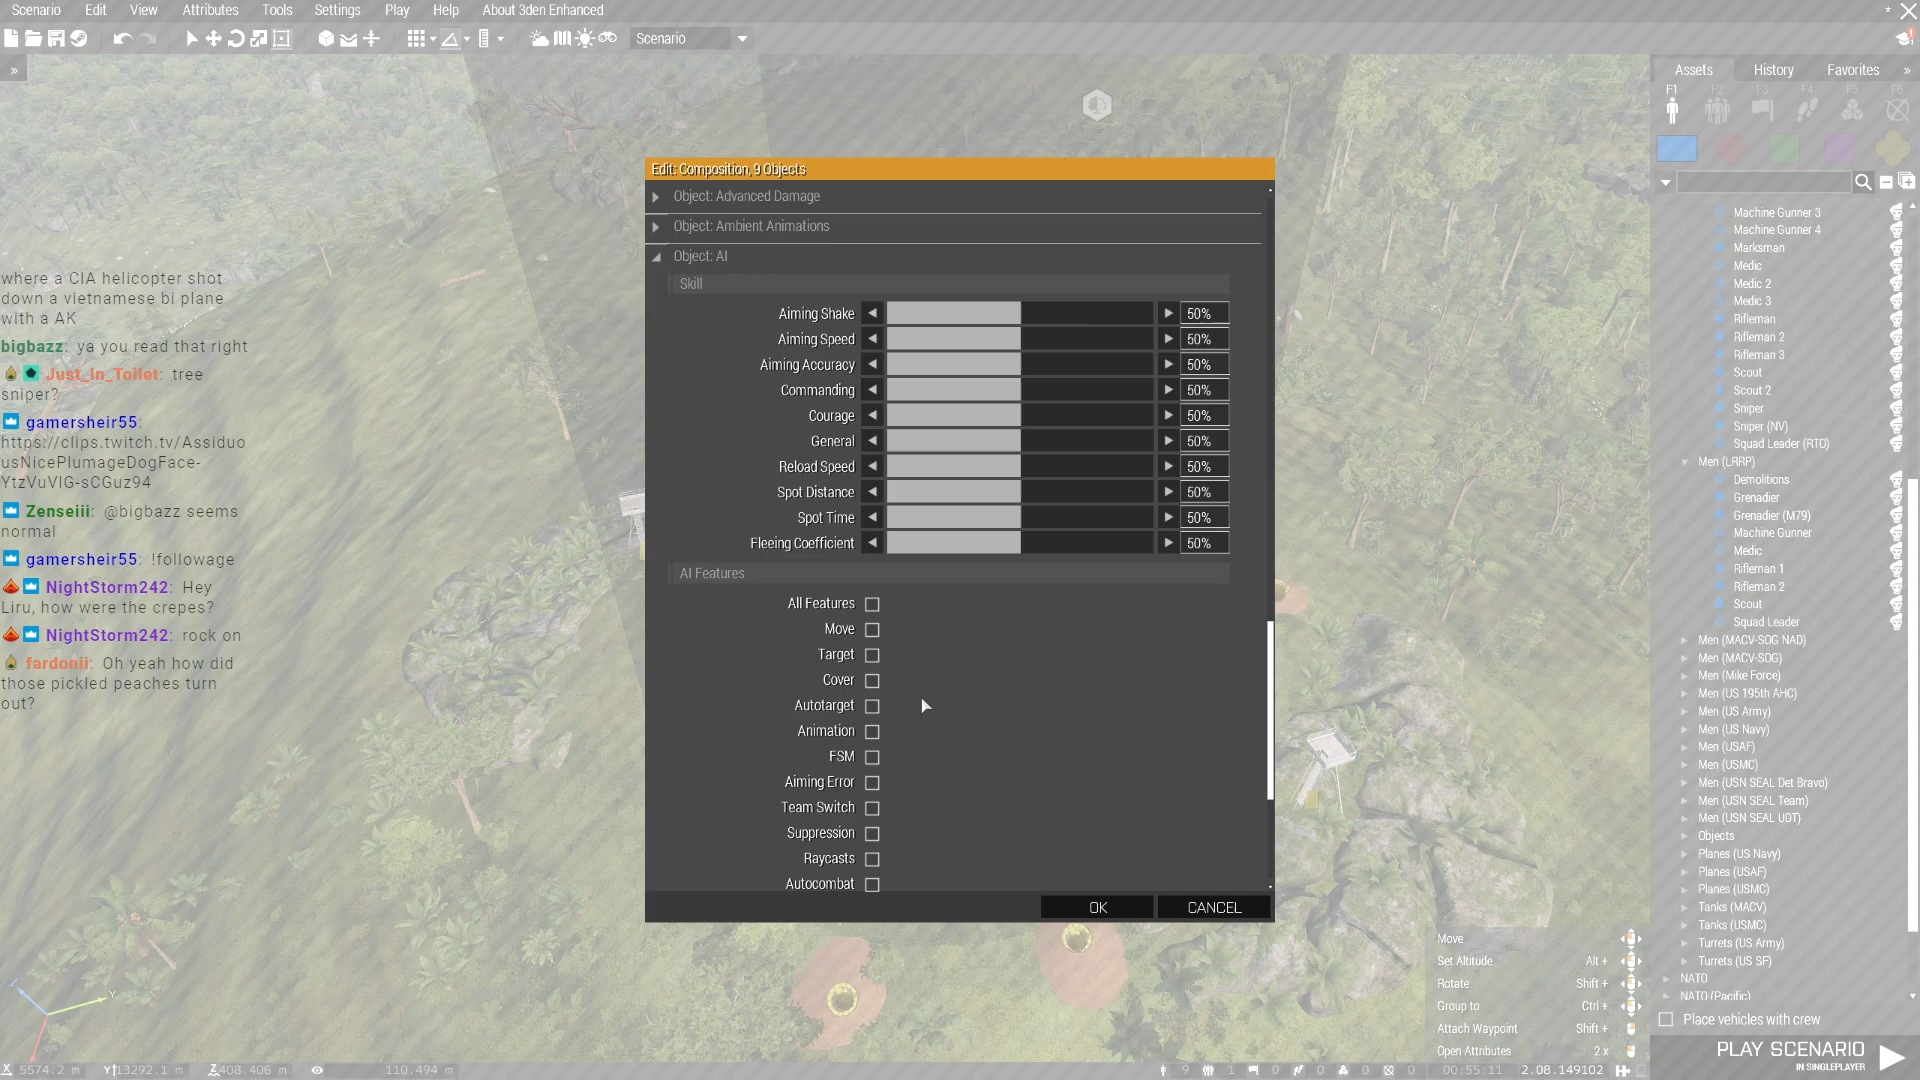 Scenario Edit View Attributes Tools Settings Play Help About 3den Enhanced
Scenario
Assets History Favorites
F1 F2 F3 F4 F5 F6
where a CIA helicopter shot
down a vietnamese bi plane
with a AK
bigbazz: ya you read that right
Just_In_Toilet: tree
sniper?
gamersheir55:
https://clips.twitch.tv/Assiduo
usNicePlumageDogFace-
YtzVuVIG-sCGuz94
Zenseiii: @bigbazz seems
normal
gamersheir55: !followage
NightStorm242: Hey
Liru, how were the crepes?
NightStorm242: rock on
fardonii: Oh yeah how did
those pickled peaches turn
out?
Edit: Composition, 9 Objects
Object: Advanced Damage
Object: Ambient Animations
Object: AI
Skill
Aiming Shake 50%
Aiming Speed 50%
Aiming Accuracy 50%
Commanding 50%
Courage 50%
General 50%
Reload Speed 50%
Spot Distance 50%
Spot Time 50%
Fleeing Coefficient 50%
AI Features
All Features
Move
Target
Cover
Autotarget
Animation
FSM
Aiming Error
Team Switch
Suppression
Raycasts
Autocombat
OK CANCEL
Machine Gunner 3
Machine Gunner 4
Marksman
Medic
Medic 2
Medic 3
Rifleman
Rifleman 2
Rifleman 3
Scout
Scout 2
Sniper
Sniper (NV)
Squad Leader (RTO)
Men (LRRP)
Demolitions
Grenadier
Grenadier (M79)
Machine Gunner
Medic
Rifleman 1
Rifleman 2
Scout
Squad Leader
Men (MACV-SOG NAD)
Men (MACV-SOG)
Men (Mike Force)
Men (US 195th AHC)
Men (US Army)
Men (US Navy)
Men (USAF)
Men (USMC)
Men (USN SEAL Det Bravo)
Men (USN SEAL Team)
Men (USN SEAL UDT)
Objects
Planes (US Navy)
Planes (USAF)
Planes (USMC)
Tanks (MACV)
Tanks (USMC)
Turrets (US Army)
Turrets (US SF)
NATO
NATO (Pacific)
Place vehicles with crew
PLAY SCENARIO
IN SINGLEPLAYER
Move
Set Altitude Alt +
Rotate Shift +
Group to Ctrl +
Attach Waypoint Shift +
Open Attributes 2 x
Z Y
X 5574.2 m Y 13292.1 m Z 408.406 m 110.494 m 9 1 0 0 0 0 00:55:11 2.08.149102